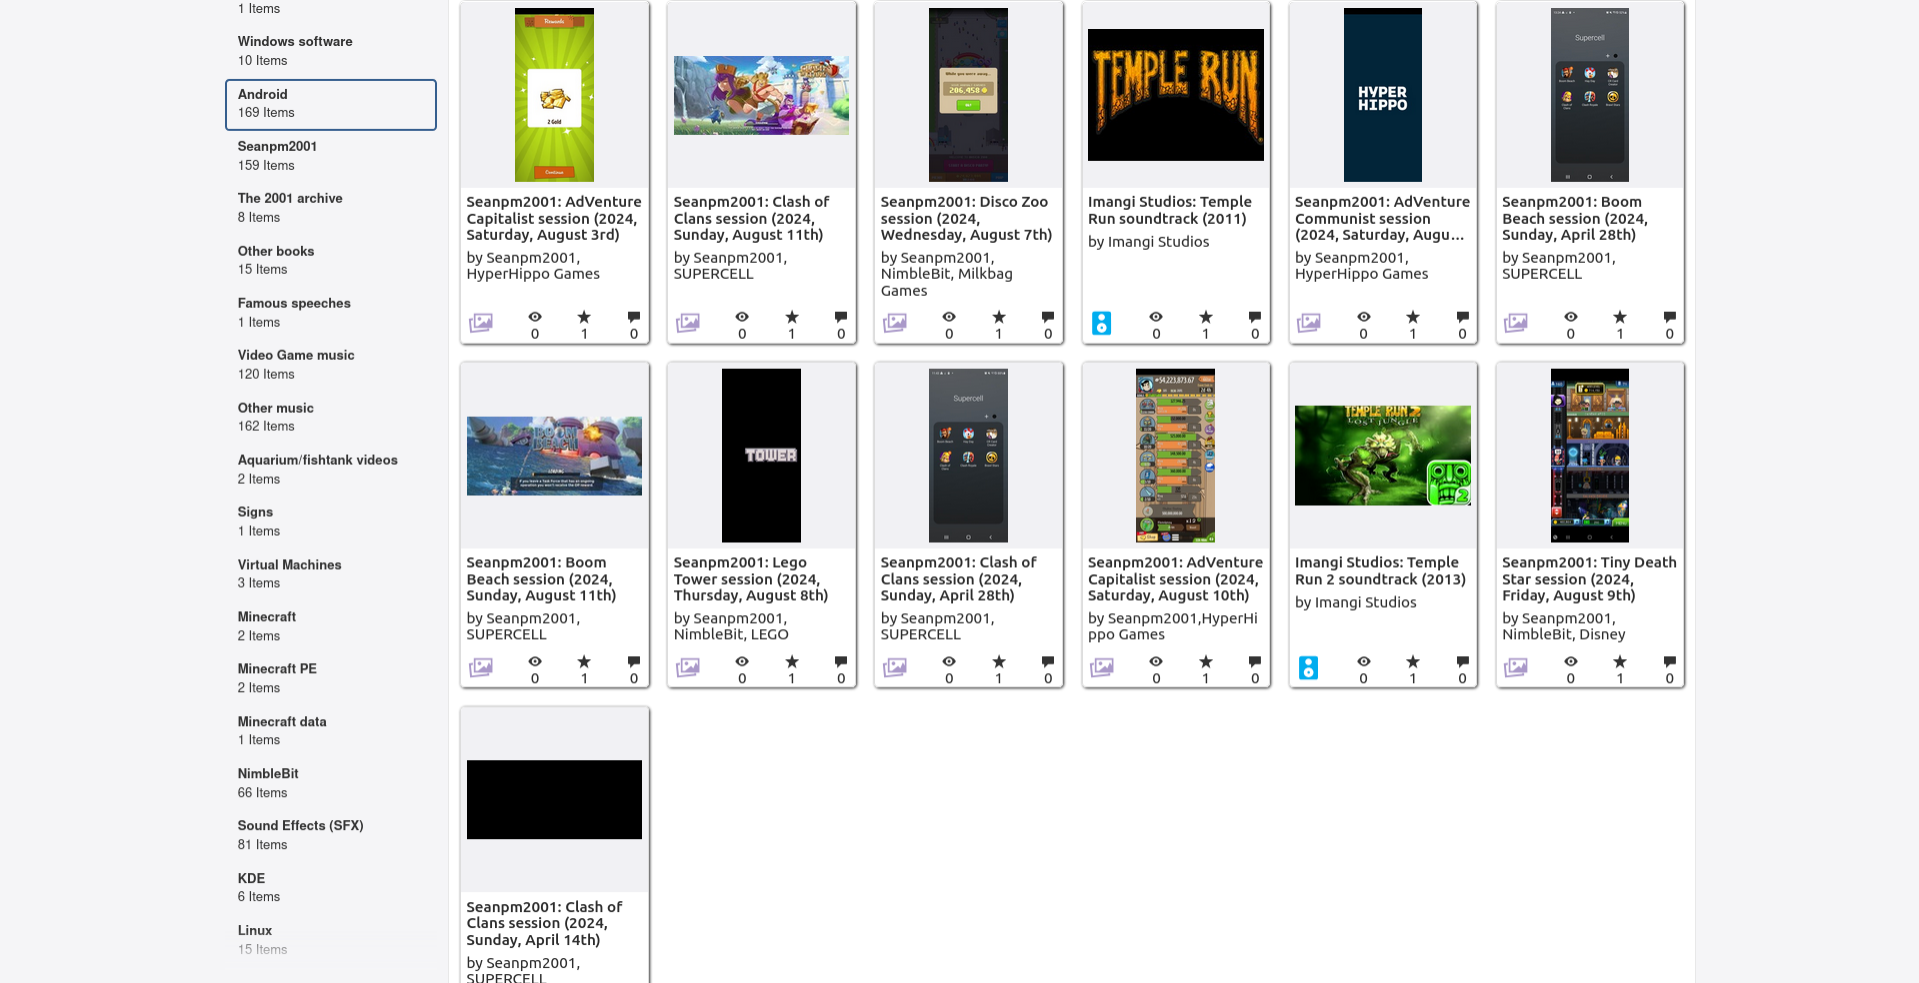 1 Items
Windows software
10 Items
Android
169 Items
Seanpm2001
159 Items
The 2001 archive
8 Items
Other books
15 Items
Famous speeches
1 Items
Video Game music
120 Items
Other music
162 Items
Aquarium/fishtank videos
2 Items
Signs
1 Items
Virtual Machines
3 Items
Minecraft
2 Items
Minecraft PE
2 Items
Minecraft data
1 Items
NimbleBit
66 Items
Sound Effects (SFX)
81 Items
KDE
6 Items
Linux
15 Items
Rewards
2 Gold
Continue
Seanpm2001: AdVenture
Capitalist session (2024,
Saturday, August 3rd)
by Seanpm2001,
HyperHippo Games
0
1
0
Seanpm2001: Clash of
Clans session (2024,
Sunday, August 11th)
by Seanpm2001,
SUPERCELL
0
1
0
While you were away...
206,458
Seanpm2001: Disco Zoo
session (2024,
Wednesday, August 7th)
by Seanpm2001,
NimbleBit, Milkbag
Games
0
1
0
TEMPLE RUN
Imangi Studios: Temple
Run soundtrack (2011)
by Imangi Studios
0
1
0
HYPER
HIPPO
Seanpm2001: AdVenture
Communist session
(2024, Saturday, Augu...
by Seanpm2001,
HyperHippo Games
0
1
0
Supercell
Seanpm2001: Boom
Beach session (2024,
Sunday, April 28th)
by Seanpm2001,
SUPERCELL
0
1
0
BOOM
BEACH
Seanpm2001: Boom
Beach session (2024,
Sunday, August 11th)
by Seanpm2001,
SUPERCELL
0
1
0
TOWER
Seanpm2001: Lego
Tower session (2024,
Thursday, August 8th)
by Seanpm2001,
NimbleBit, LEGO
0
1
0
Supercell
Seanpm2001: Clash of
Clans session (2024,
Sunday, April 28th)
by Seanpm2001,
SUPERCELL
0
1
0
54,223,873.67
Seanpm2001: AdVenture
Capitalist session (2024,
Saturday, August 10th)
by Seanpm2001,HyperHi
ppo Games
0
1
0
TEMPLE RUN 2
LOST JUNGLE
2
Imangi Studios: Temple
Run 2 soundtrack (2013)
by Imangi Studios
0
1
0
Seanpm2001: Tiny Death
Star session (2024,
Friday, August 9th)
by Seanpm2001,
NimbleBit, Disney
0
1
0
Seanpm2001: Clash of
Clans session (2024,
Sunday, April 14th)
by Seanpm2001,
SUPERCELL